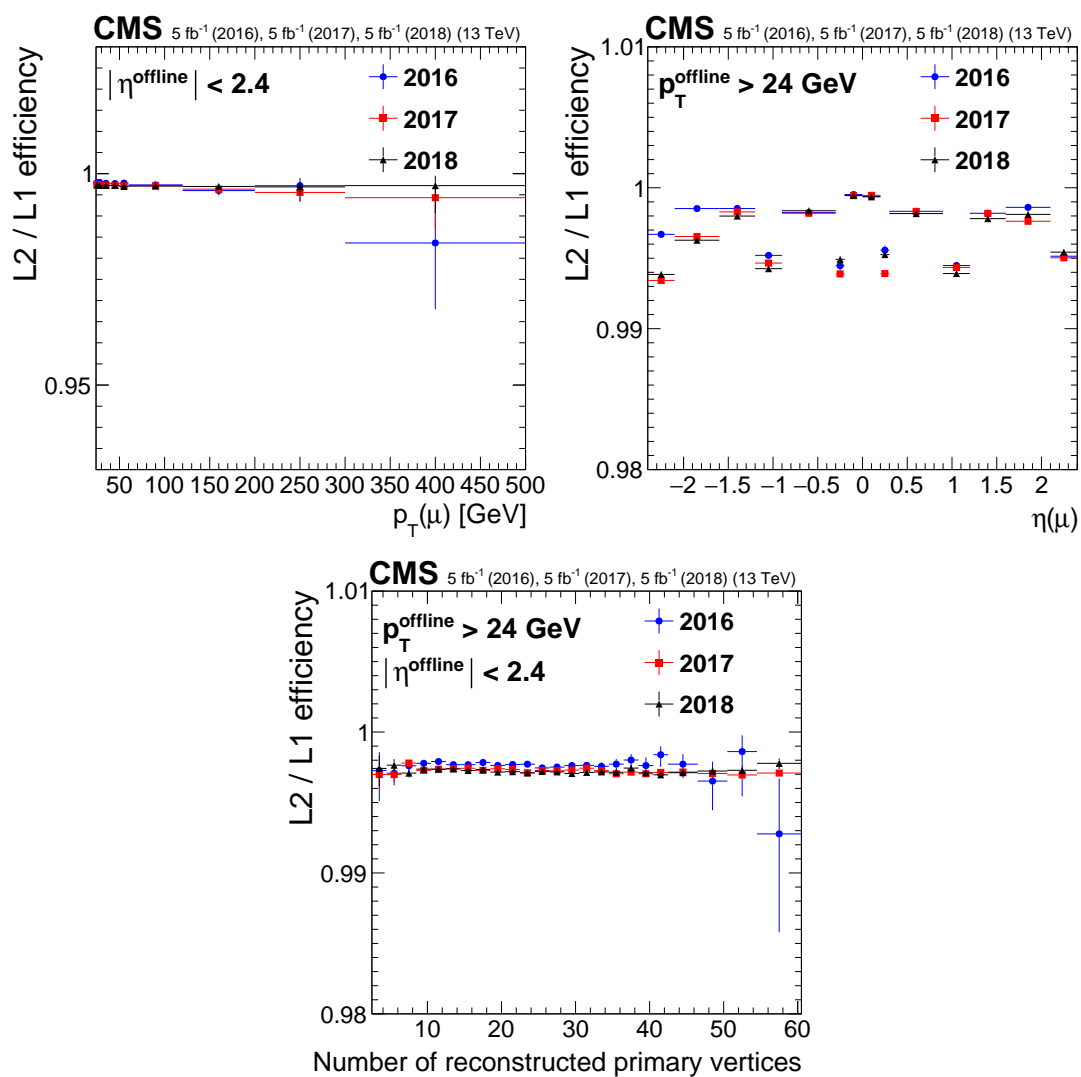 CMS 5 fb⁻¹ (2016), 5 fb⁻¹ (2017), 5 fb⁻¹ (2018) (13 TeV)
|η^offline| < 2.4
2016
2017
2018
L2 / L1 efficiency
1
0.95
50 100 150 200 250 300 350 400 450 500
p_T(μ) [GeV]
CMS 5 fb⁻¹ (2016), 5 fb⁻¹ (2017), 5 fb⁻¹ (2018) (13 TeV)
p_T^offline > 24 GeV
2016
2017
2018
L2 / L1 efficiency
1.01
1
0.99
0.98
−2 −1.5 −1 −0.5 0 0.5 1 1.5 2
η(μ)
CMS 5 fb⁻¹ (2016), 5 fb⁻¹ (2017), 5 fb⁻¹ (2018) (13 TeV)
p_T^offline > 24 GeV
|η^offline| < 2.4
2016
2017
2018
L2 / L1 efficiency
1.01
1
0.99
0.98
10 20 30 40 50 60
Number of reconstructed primary vertices